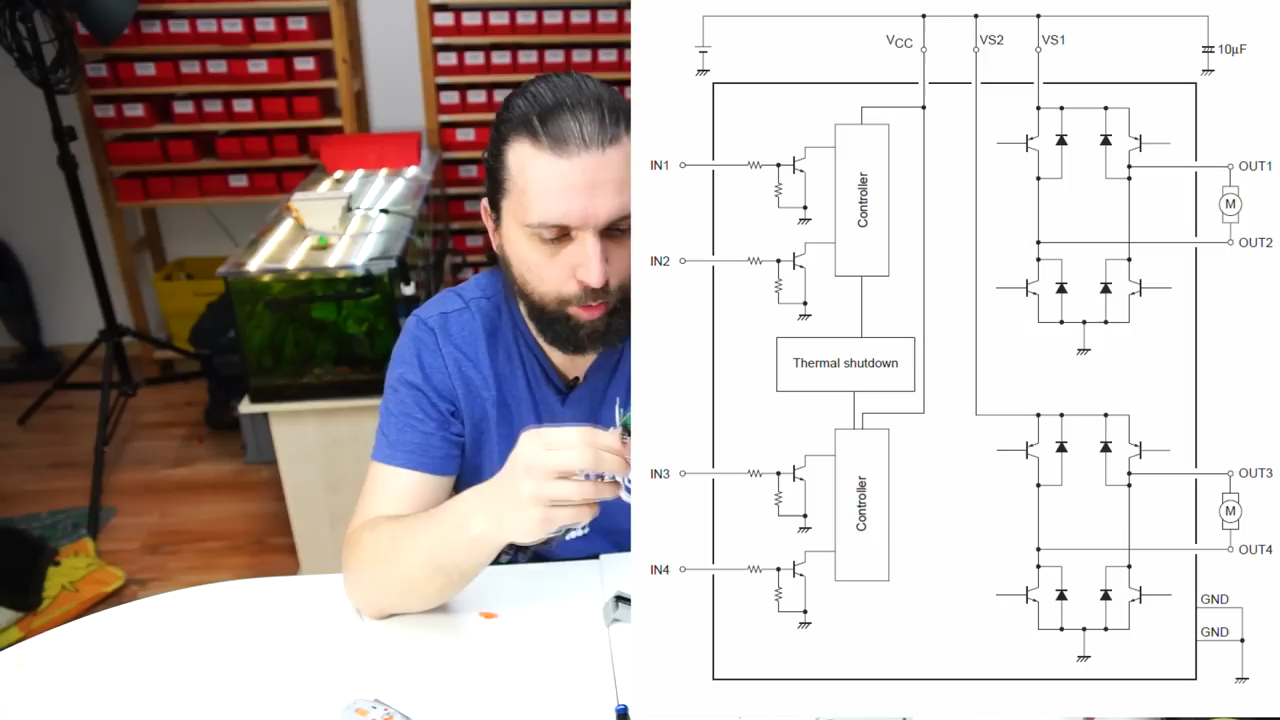 VCC
VS2
VS1
10μF
IN1
Controller
OUT1
M
OUT2
IN2
Thermal shutdown
IN3
Controller
OUT3
M
OUT4
IN4
GND
GND